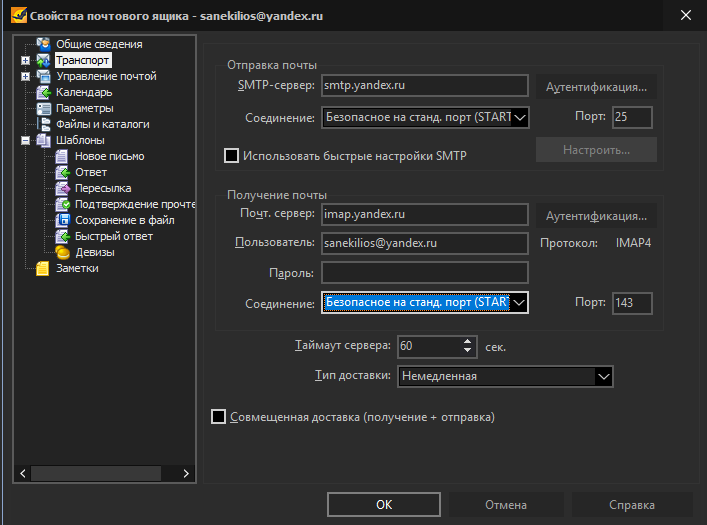 Свойства почтового ящика - sanekilios@yandex.ru
Общие сведения
Транспорт
Управление почтой
Календарь
Параметры
Файлы и каталоги
Шаблоны
Новое письмо
Ответ
Пересылка
Подтверждение прочте
Сохранение в файл
Быстрый ответ
Девизы
Заметки
Отправка почты
SMTP-сервер: smtp.yandex.ru Аутентификация...
Соединение: Безопасное на станд. порт (START Порт: 25
Использовать быстрые настройки SMTP Настроить...
Получение почты
Почт. сервер: imap.yandex.ru Аутентификация...
Пользователь: sanekilios@yandex.ru Протокол: IMAP4
Пароль:
Соединение: Безопасное на станд. порт (START Порт: 143
Таймаут сервера: 60 сек.
Тип доставки: Немедленная
Совмещенная доставка (получение + отправка)
OK Отмена Справка